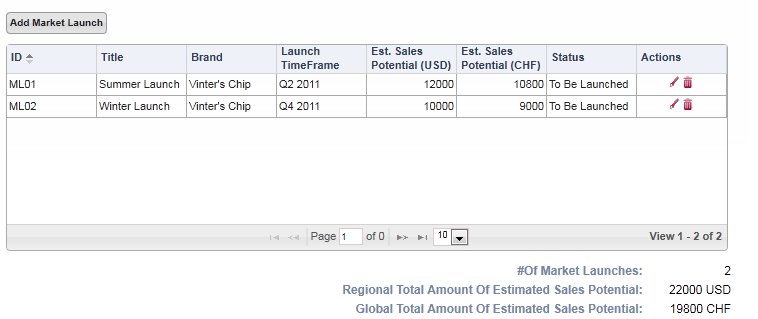 Add Market Launch
ID Title Brand Launch TimeFrame Est. Sales Potential (USD) Est. Sales Potential (CHF) Status Actions
ML01 Summer Launch Vinter's Chip Q2 2011 12000 10800 To Be Launched
ML02 Winter Launch Vinter's Chip Q4 2011 10000 9000 To Be Launched
Page 1 of 0 10 View 1 - 2 of 2
#Of Market Launches: 2
Regional Total Amount Of Estimated Sales Potential: 22000 USD
Global Total Amount Of Estimated Sales Potential: 19800 CHF